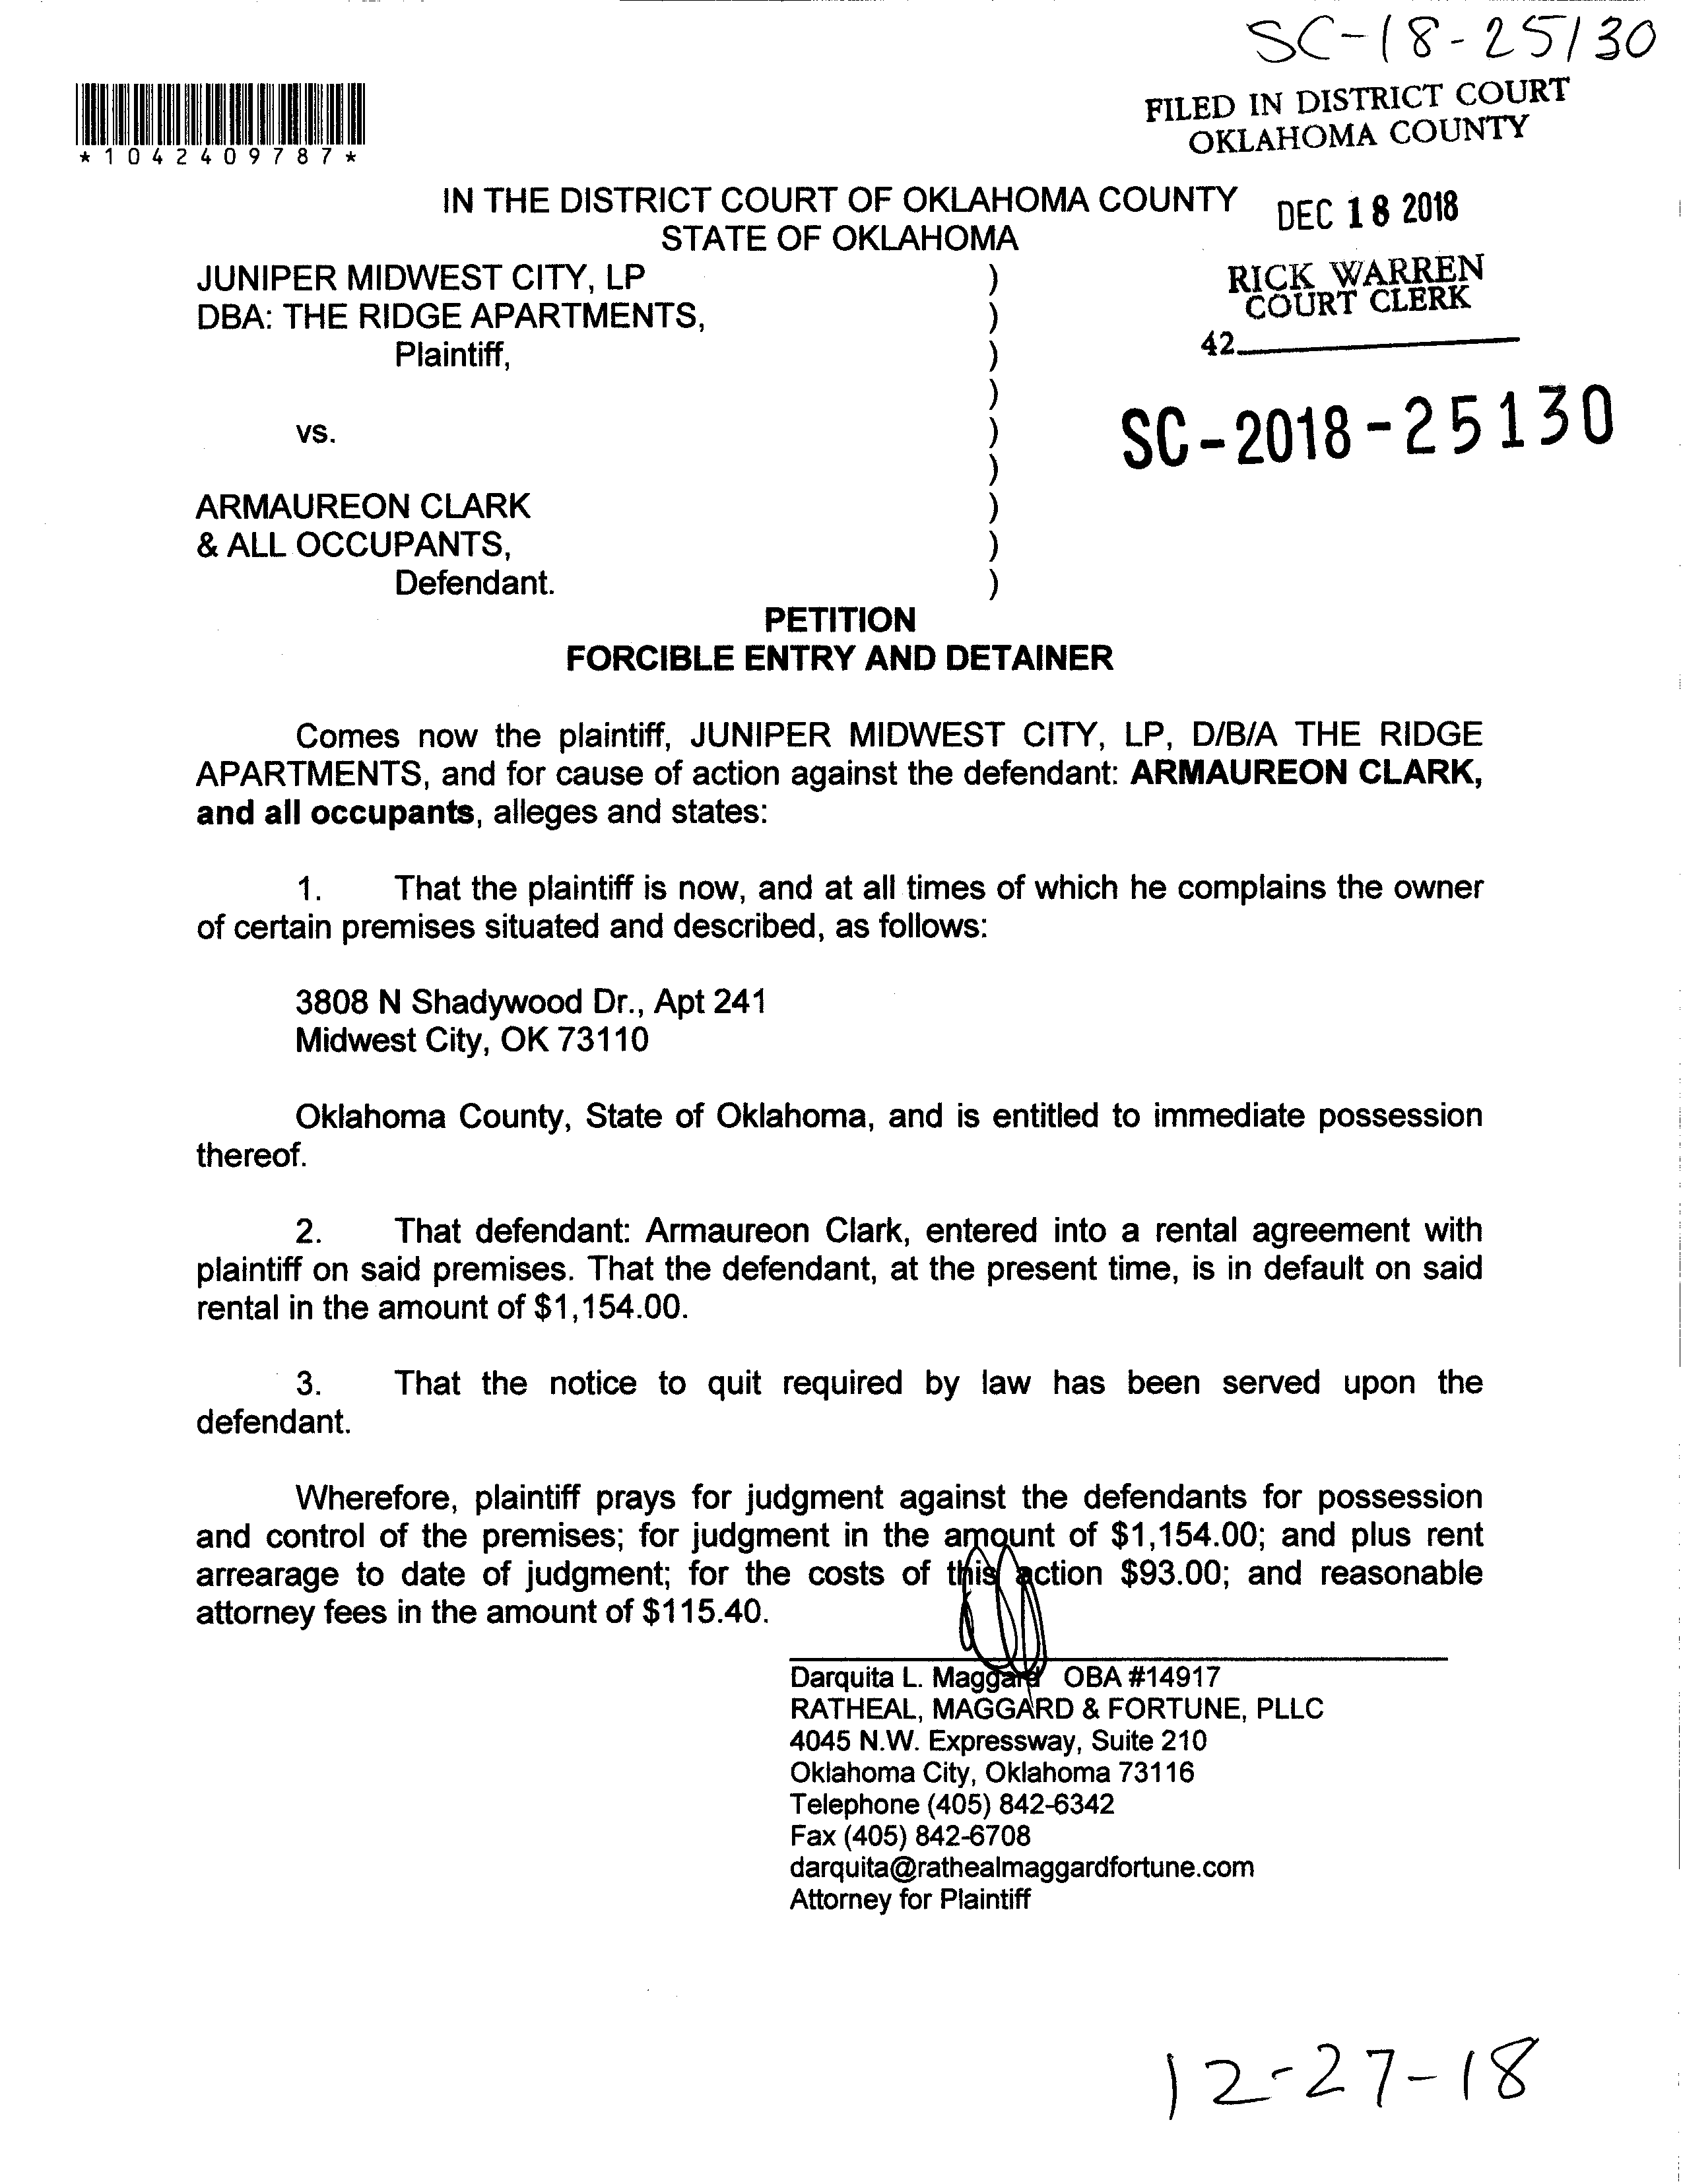 SC-18-25130
FILED IN DISTRICT COURT
OKLAHOMA COUNTY
*1042409787*
IN THE DISTRICT COURT OF OKLAHOMA COUNTY
DEC 18 2018
STATE OF OKLAHOMA
JUNIPER MIDWEST CITY, LP )
RICK WARREN
COURT CLERK
DBA: THE RIDGE APARTMENTS, )
42
Plaintiff, )
)
SC-2018-25130
vs. )
)
ARMAUREON CLARK )
& ALL OCCUPANTS, )
Defendant. )
PETITION
FORCIBLE ENTRY AND DETAINER
Comes now the plaintiff, JUNIPER MIDWEST CITY, LP, D/B/A THE RIDGE
APARTMENTS, and for cause of action against the defendant: ARMAUREON CLARK,
and all occupants, alleges and states:
1. That the plaintiff is now, and at all times of which he complains the owner
of certain premises situated and described, as follows:
3808 N Shadywood Dr., Apt 241
Midwest City, OK 73110
Oklahoma County, State of Oklahoma, and is entitled to immediate possession
thereof.
2. That defendant: Armaureon Clark, entered into a rental agreement with
plaintiff on said premises. That the defendant, at the present time, is in default on said
rental in the amount of $1,154.00.
3. That the notice to quit required by law has been served upon the
defendant.
Wherefore, plaintiff prays for judgment against the defendants for possession
and control of the premises; for judgment in the amount of $1,154.00; and plus rent
arrearage to date of judgment; for the costs of this action $93.00; and reasonable
attorney fees in the amount of $115.40.
Darquita L. Maggard OBA #14917
RATHEAL, MAGGARD & FORTUNE, PLLC
4045 N.W. Expressway, Suite 210
Oklahoma City, Oklahoma 73116
Telephone (405) 842-6342
Fax (405) 842-6708
darquita@rathealmaggardfortune.com
Attorney for Plaintiff
12-27-18